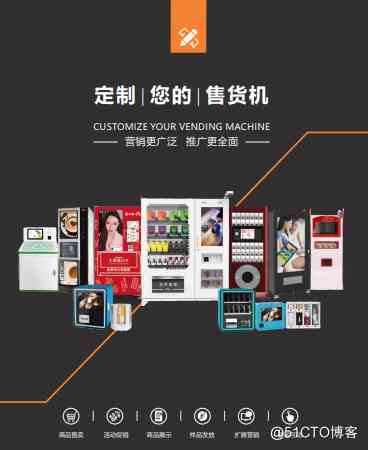 定制|您的|售货机
CUSTOMIZE YOUR VENDING MACHINE
营销更广泛 推广更全面
商品售卖 | 活动促销 | 商品展示 | 样品发放 | 扩展营销
@51CTO博客